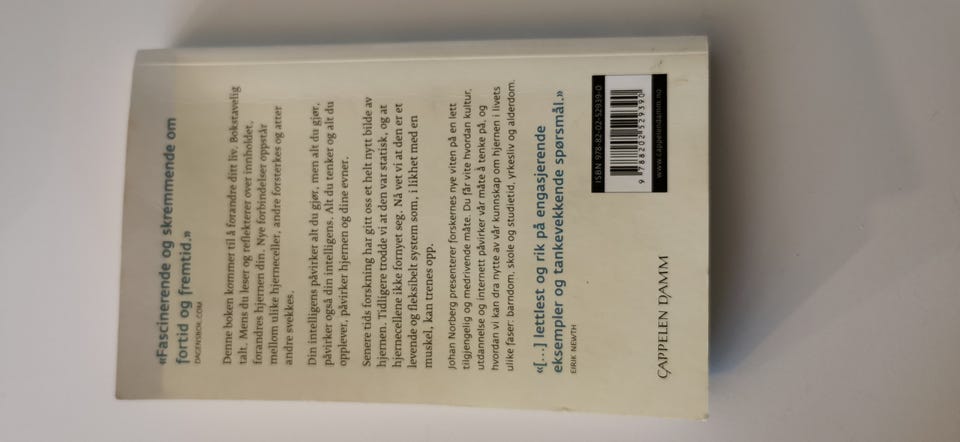 «Fascinerende og skremmende om
fortid og fremtid.»
DAGENSBOK.COM
Denne boken kommer til å forandre ditt liv. Bokstavelig
talt. Mens du leser og reflekterer over innholdet,
forandres hjernen din. Nye forbindelser oppstår
mellom ulike hjerneceller, andre forsterkes og atter
andre svekkes.
Din intelligens påvirker alt du gjør, men alt du gjør,
påvirker også din intelligens. Alt du tenker og alt du
opplever, påvirker hjernen og dine evner.
Senere tids forskning har gitt oss et helt nytt bilde av
hjernen. Tidligere trodde vi at den var statisk, og at
hjernecellene ikke fornyet seg. Nå vet vi at den er et
levende og fleksibelt system som, i likhet med en
muskel, kan trenes opp.
Johan Norberg presenterer forskernes nye viten på en lett
tilgjengelig og medrivende måte. Du får vite hvordan kultur,
utdannelse og internett påvirker vår måte å tenke på, og
hvordan vi kan dra nytte av vår kunnskap om hjernen i livets
ulike faser: barndom, skole og studietid, yrkesliv og alderdom.
«[...] lettlest og rik på engasjerende
eksempler og tankevekkende spørsmål.»
EIRIK NEWTH
CAPPELEN DAMM
ISBN 978-82-02-52939-0
9 788202 529390
www.cappelendamm.no